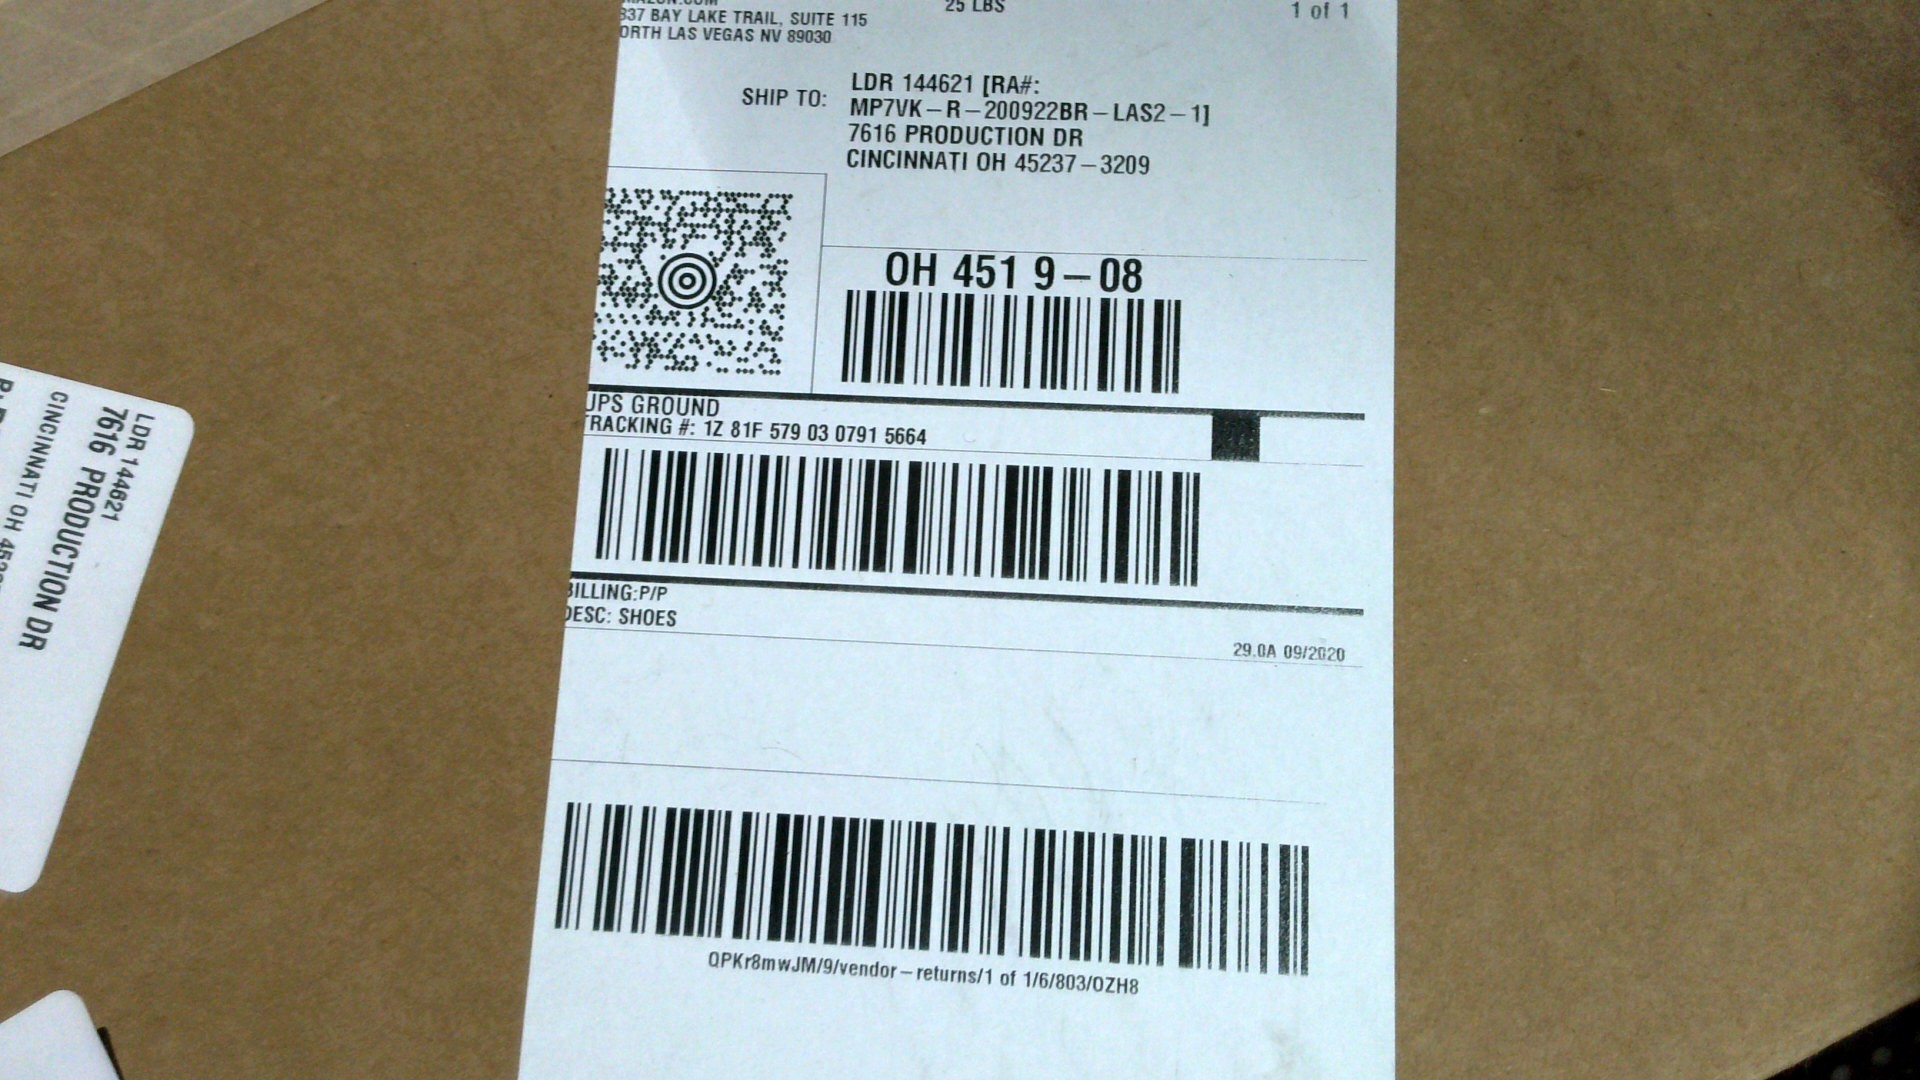 25 LBS
1 of 1
837 BAY LAKE TRAIL, SUITE 115
ORTH LAS VEGAS NV 89030
SHIP TO:
LDR 144621 [RA#:
MP7VK-R-200922BR-LAS2-1]
7616 PRODUCTION DR
CINCINNATI OH 45237-3209
OH 451 9-08
UPS GROUND
TRACKING #: 1Z 81F 579 03 0791 5664
BILLING:P/P
DESC: SHOES
29.0A 09/2020
QPKr8mwJM/9/vendor-returns/1 of 1/6/803/OZH8
LDR 144621
7616 PRODUCTION DR
CINCINNATI OH